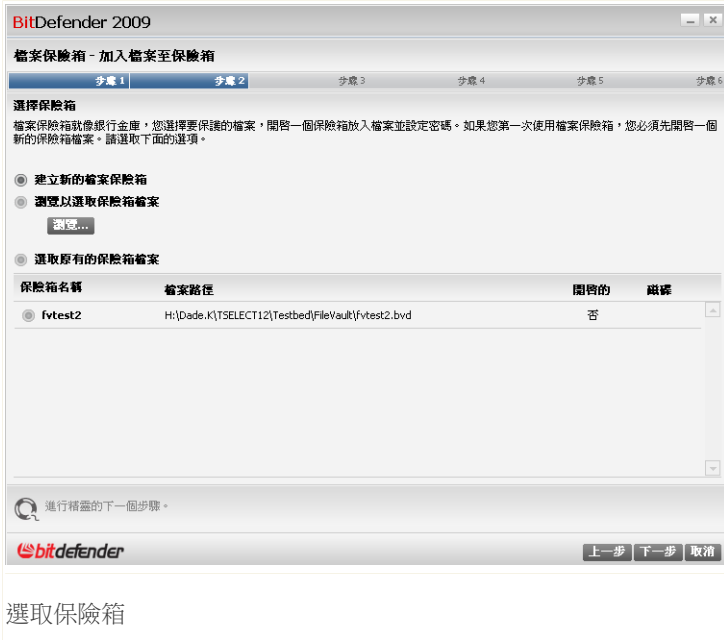 BitDefender 2009
檔案保險箱 - 加入檔案至保險箱
步驟 1 步驟 2 步驟 3 步驟 4 步驟 5 步驟 6
選擇保險箱
檔案保險箱就像銀行金庫，您選擇要保護的檔案，開啓一個保險箱放入檔案並設定密碼。如果您第一次使用檔案保險箱，您必須先開啓一個
新的保險箱檔案。請選取下面的選項。
建立新的檔案保險箱
瀏覽以選取保險箱檔案
瀏覽...
選取原有的保險箱檔案
保險箱名稱 檔案路徑 開啓的 磁碟
fvtest2 H:\Dade.K\TSELECT12\Testbed\FileVault\fvtest2.bvd 否
進行精靈的下一個步驟。
bitdefender 上一步 下一步 取消
選取保險箱